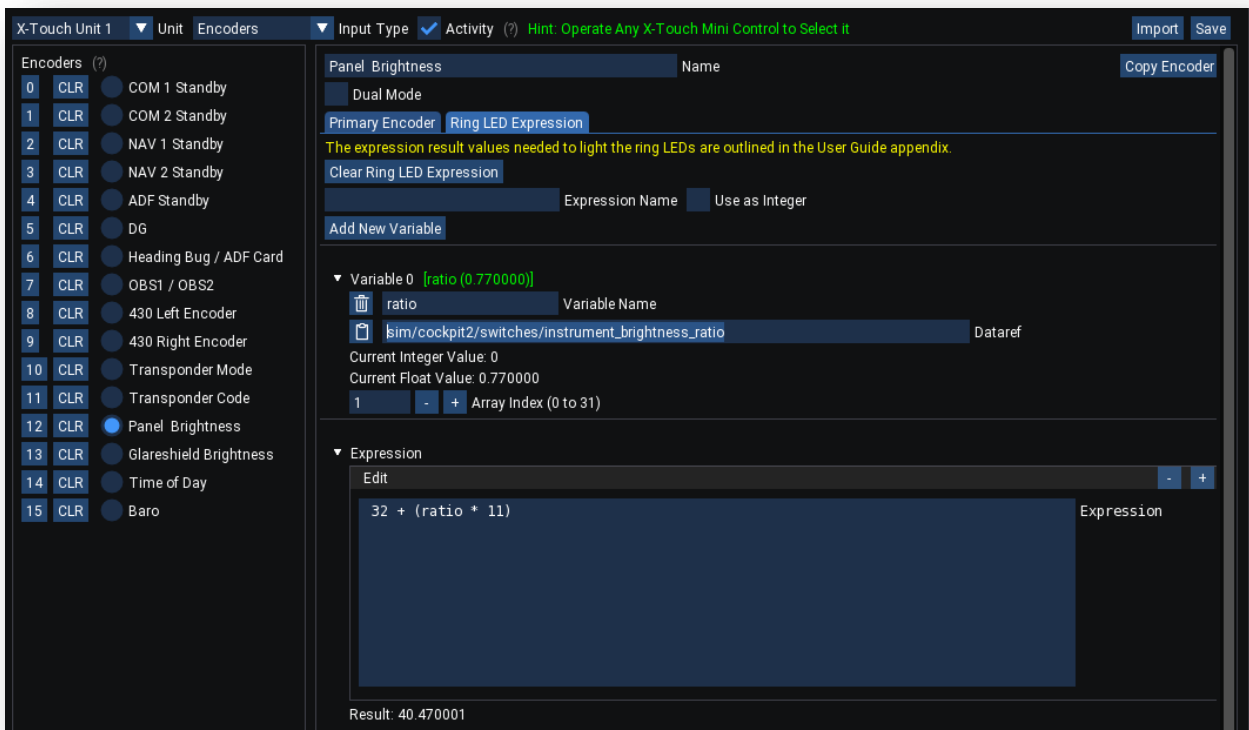 X-Touch Unit 1 Unit Encoders Input Type Activity (?) Hint: Operate Any X-Touch Mini Control to Select it Import Save
Encoders (?)
0 CLR COM 1 Standby
1 CLR COM 2 Standby
2 CLR NAV 1 Standby
3 CLR NAV 2 Standby
4 CLR ADF Standby
5 CLR DG
6 CLR Heading Bug / ADF Card
7 CLR OBS1 / OBS2
8 CLR 430 Left Encoder
9 CLR 430 Right Encoder
10 CLR Transponder Mode
11 CLR Transponder Code
12 CLR Panel Brightness
13 CLR Glareshield Brightness
14 CLR Time of Day
15 CLR Baro
Panel Brightness Name Copy Encoder
Dual Mode
Primary Encoder Ring LED Expression
The expression result values needed to light the ring LEDs are outlined in the User Guide appendix.
Clear Ring LED Expression
Expression Name Use as Integer
Add New Variable
Variable 0 [ratio (0.770000)]
ratio Variable Name
sim/cockpit2/switches/instrument_brightness_ratio Dataref
Current Integer Value: 0
Current Float Value: 0.770000
1 - + Array Index (0 to 31)
Expression
Edit - +
32 + (ratio * 11) Expression
Result: 40.470001